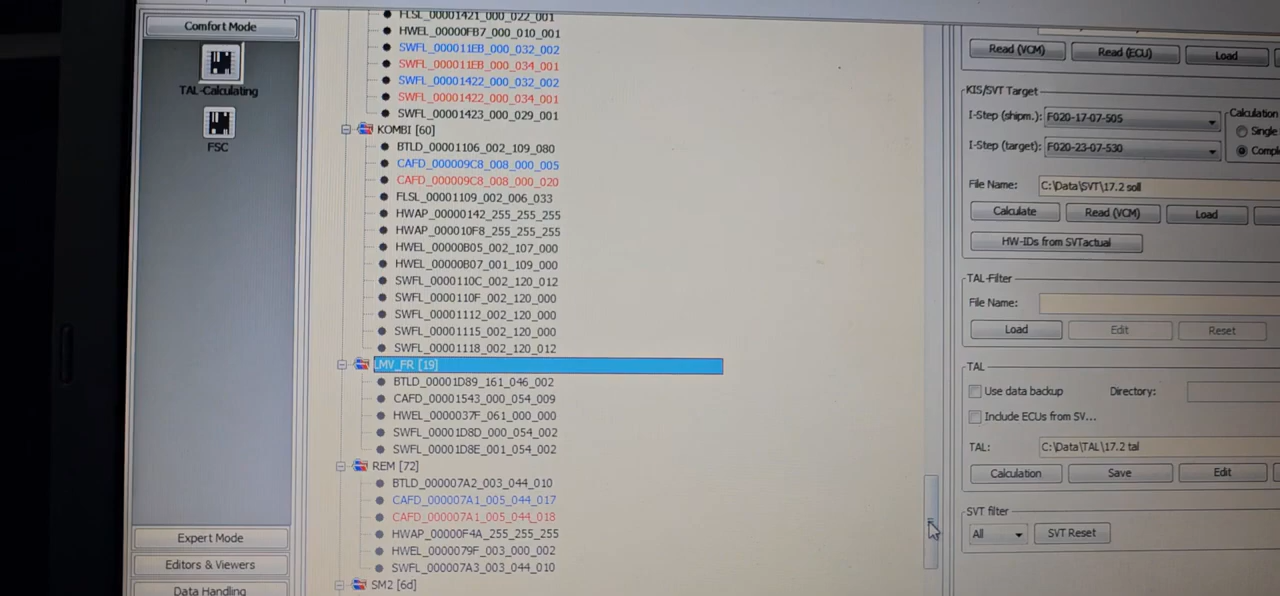 Comfort Mode
TAL-Calculating
FSC
Expert Mode
Editors & Viewers
Data Handling
FLSL_00001421_000_022_001
HWEL_00000FB7_000_010_001
SWFL_000011EB_000_032_002
SWFL_000011EB_000_034_001
SWFL_00001422_000_032_002
SWFL_00001422_000_034_001
SWFL_00001423_000_029_001
KOMBI [60]
BTLD_00001106_002_109_080
CAFD_000009C8_008_000_005
CAFD_000009C8_008_000_020
FLSL_00001109_002_006_033
HWAP_00000142_255_255_255
HWAP_000010F8_255_255_255
HWEL_00000B05_002_107_000
HWEL_00000B07_001_109_000
SWFL_0000110C_002_120_012
SWFL_0000110F_002_120_000
SWFL_00001112_002_120_000
SWFL_00001115_002_120_000
SWFL_00001118_002_120_012
LMV_FR [19]
BTLD_00001D89_161_046_002
CAFD_00001543_000_054_009
HWEL_0000037F_061_000_000
SWFL_00001D8D_000_054_002
SWFL_00001D8E_001_054_002
REM [72]
BTLD_000007A2_003_044_010
CAFD_000007A1_005_044_017
CAFD_000007A1_005_044_018
HWAP_00000F4A_255_255_255
HWEL_0000079F_003_000_002
SWFL_000007A3_003_044_010
SM2 [6d]
Read (VCM) Read (ECU) Load
KIS/SVT Target
I-Step (shipm.): F020-17-07-505
Calculation
Single
I-Step (target): F020-23-07-530
Comple
File Name: C:\Data\SVT\17.2 soll
Calculate Read (VCM) Load
HW-IDs from SVTactual
TAL-Filter
File Name:
Load Edit Reset
TAL
Use data backup Directory:
Include ECUs from SV...
TAL: C:\Data\TAL\17.2 tal
Calculation Save Edit
SVT filter
All SVT Reset